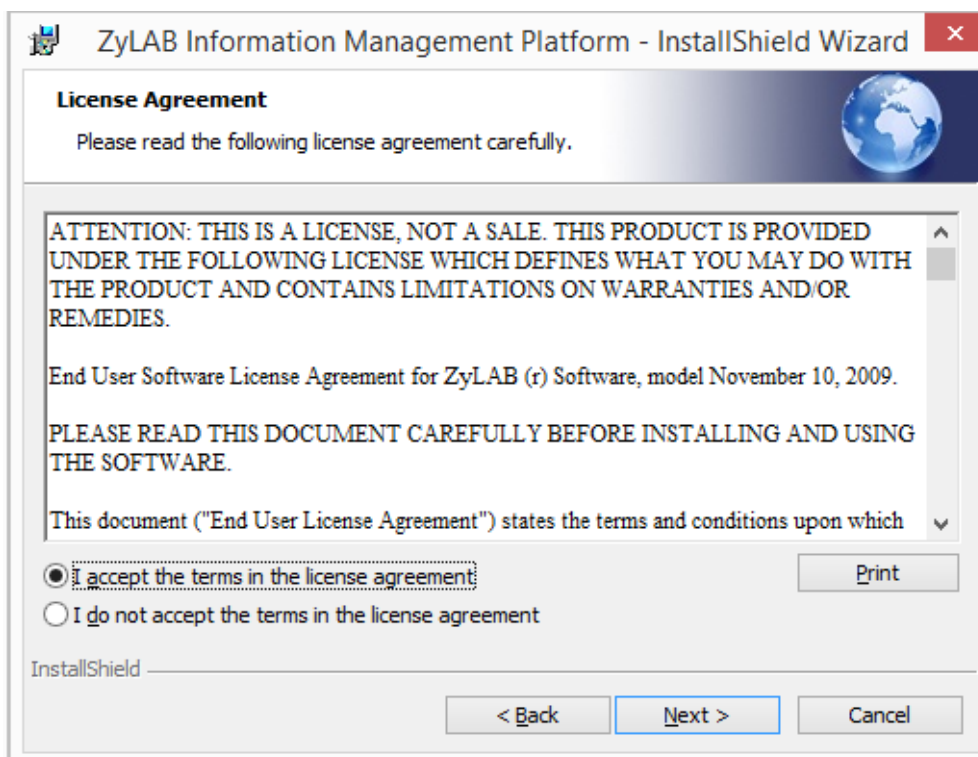 ZyLAB Information Management Platform - InstallShield Wizard
License Agreement
Please read the following license agreement carefully.
ATTENTION: THIS IS A LICENSE, NOT A SALE. THIS PRODUCT IS PROVIDED
UNDER THE FOLLOWING LICENSE WHICH DEFINES WHAT YOU MAY DO WITH
THE PRODUCT AND CONTAINS LIMITATIONS ON WARRANTIES AND/OR
REMEDIES.
End User Software License Agreement for ZyLAB (r) Software, model November 10, 2009.
PLEASE READ THIS DOCUMENT CAREFULLY BEFORE INSTALLING AND USING
THE SOFTWARE.
This document ("End User License Agreement") states the terms and conditions upon which
I accept the terms in the license agreement
Print
I do not accept the terms in the license agreement
InstallShield
< Back
Next >
Cancel